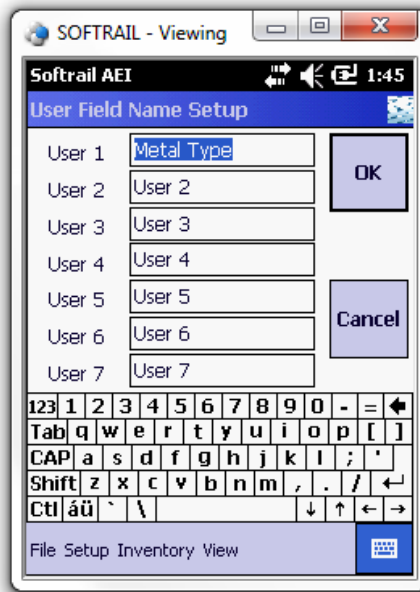 SOFTRAIL - Viewing
Softrail AEI 1:45
User Field Name Setup
User 1 Metal Type
OK
User 2 User 2
User 3 User 3
User 4 User 4
User 5 User 5
Cancel
User 6 User 6
User 7 User 7
123 1 2 3 4 5 6 7 8 9 0 - =
Tab q w e r t y u i o p [ ]
CAP a s d f g h j k l ; '
Shift z x c v b n m , . /
Ctl áü ` \
File Setup Inventory View